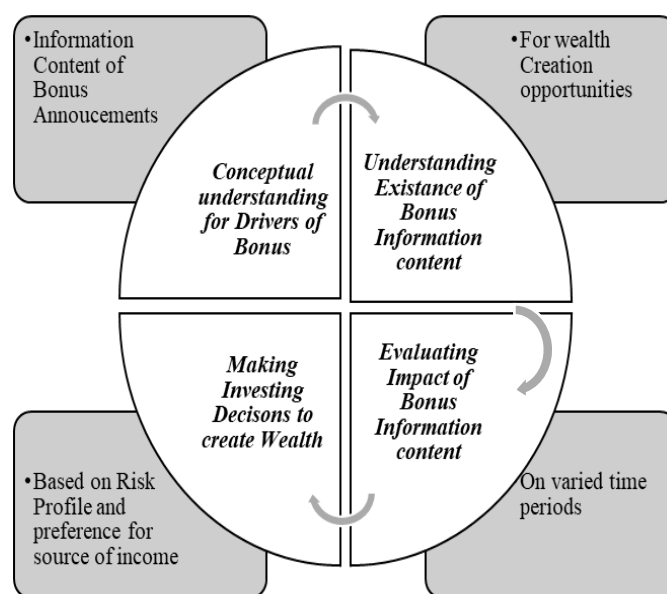 •Information
Content of
Bonus
Annoucements
•For wealth
Creation
opportunities
Conceptual
understanding
for Drivers of
Bonus
Understanding
Existance of
Bonus
Information
content
Making
Investing
Decisons to
create Wealth
Evaluating
Impact of
Bonus
Information
content
•Based on Risk
Profile and
preference for
source of income
On varied time
periods